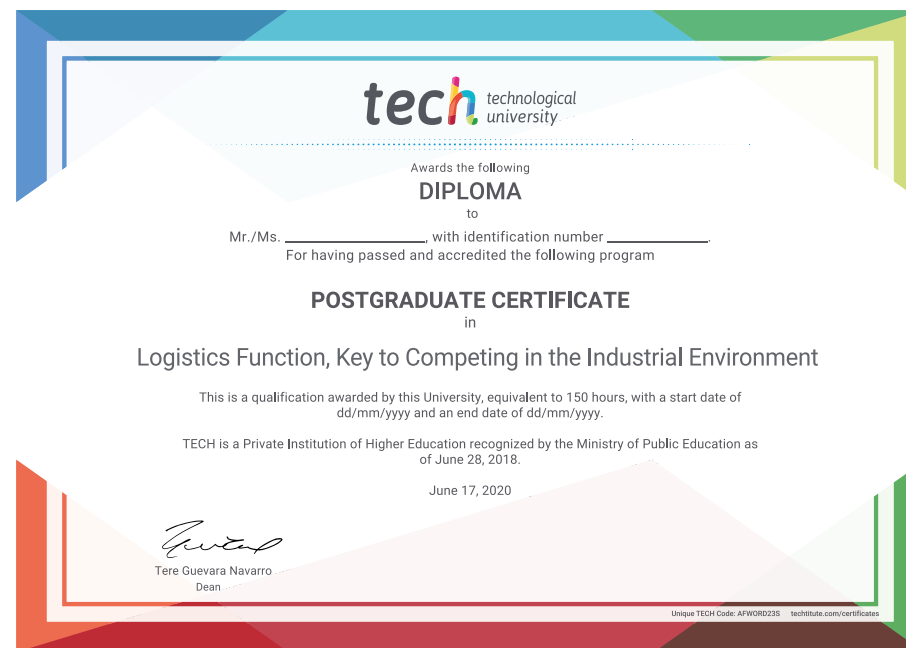 tech technological
university
Awards the following
DIPLOMA
to
Mr./Ms. ____________________, with identification number ______________.
For having passed and accredited the following program
POSTGRADUATE CERTIFICATE
in
Logistics Function, Key to Competing in the Industrial Environment
This is a qualification awarded by this University, equivalent to 150 hours, with a start date of
dd/mm/yyyy and an end date of dd/mm/yyyy.
TECH is a Private Institution of Higher Education recognized by the Ministry of Public Education as
of June 28, 2018.
June 17, 2020
Tere Guevara Navarro
Dean
Unique TECH Code: AFWORD23S techtitute.com/certificates